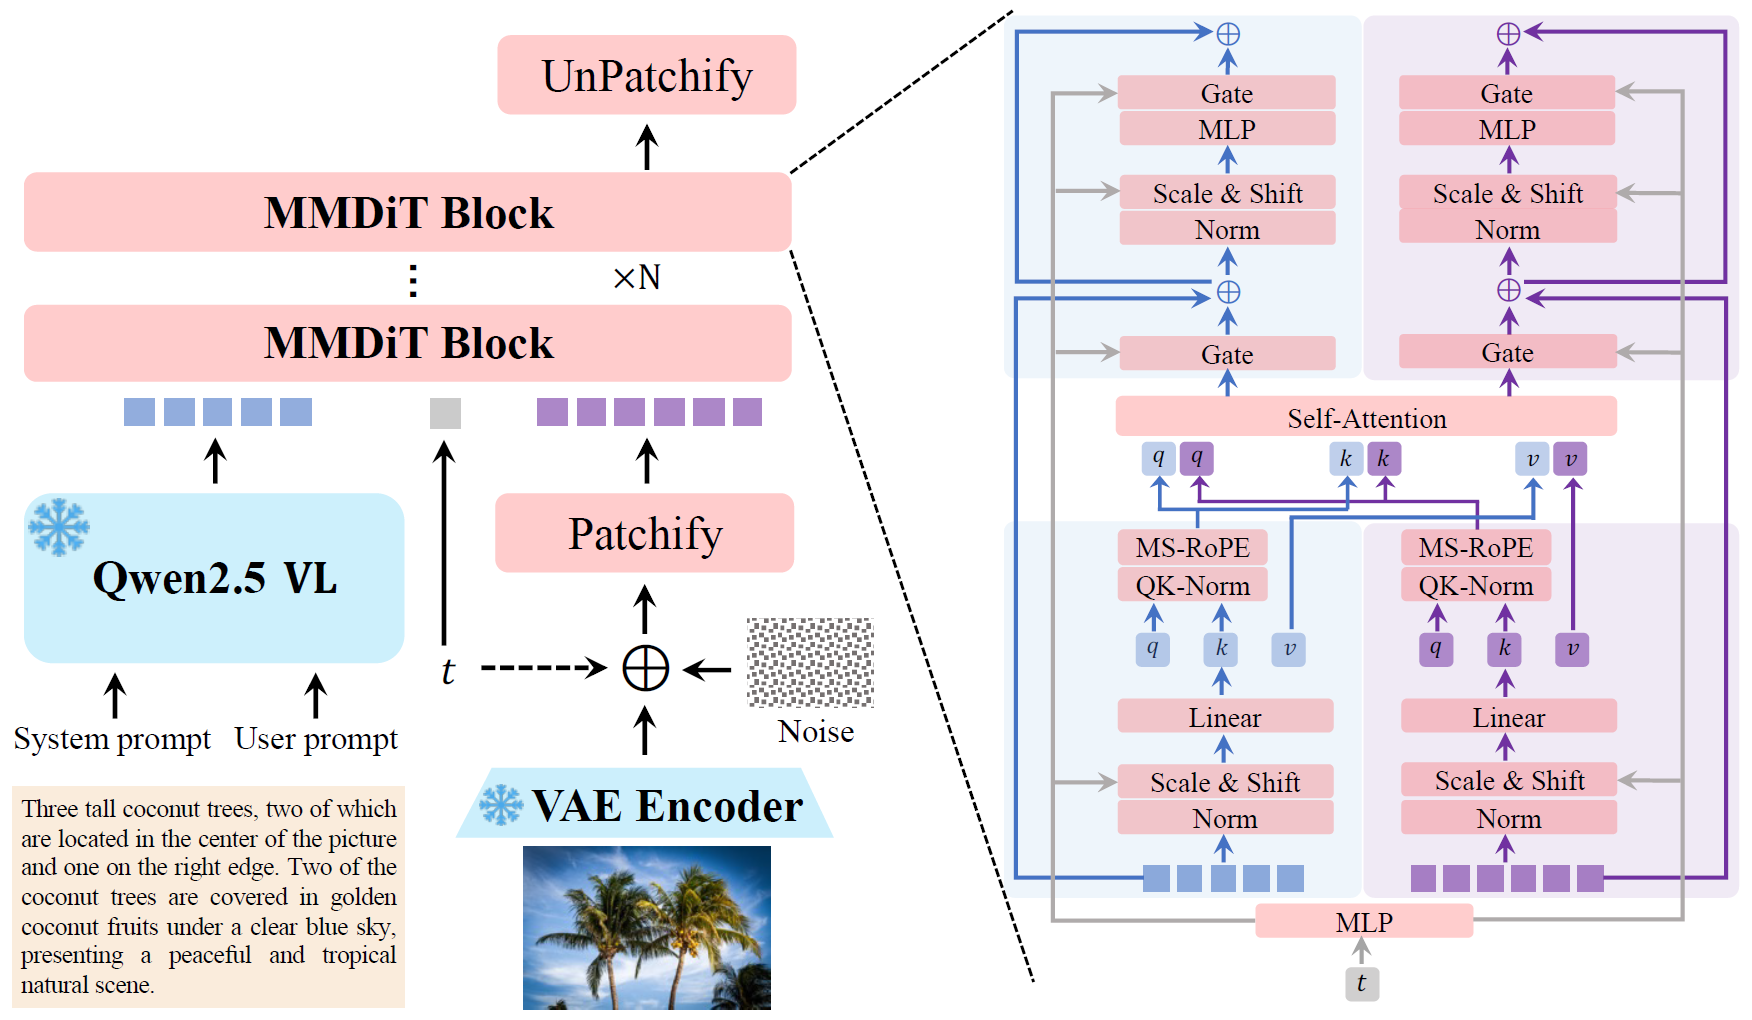 UnPatchify
MMDiT Block
⋮
×N
MMDiT Block
Qwen2.5 VL
Patchify
t
Noise
System prompt
User prompt
VAE Encoder
Three tall coconut trees, two of which
are located in the center of the picture
and one on the right edge. Two of the
coconut trees are covered in golden
coconut fruits under a clear blue sky,
presenting a peaceful and tropical
natural scene.
Gate
MLP
Scale & Shift
Norm
Gate
Gate
MLP
Scale & Shift
Norm
Gate
Self-Attention
q q k k v v
MS-RoPE
QK-Norm
q k v
Linear
Scale & Shift
Norm
MS-RoPE
QK-Norm
q k v
Linear
Scale & Shift
Norm
MLP
t